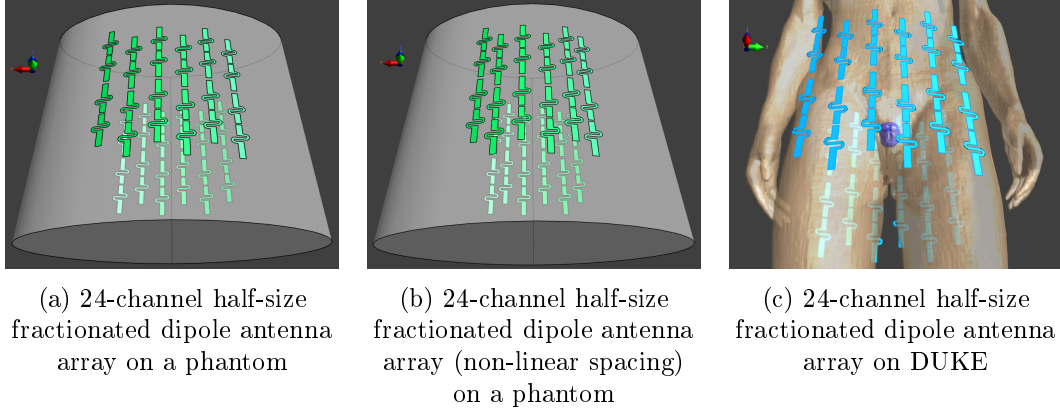 (a) 24-channel half-size
fractionated dipole antenna
array on a phantom
(b) 24-channel half-size
fractionated dipole antenna
array (non-linear spacing)
on a phantom
(c) 24-channel half-size
fractionated dipole antenna
array on DUKE